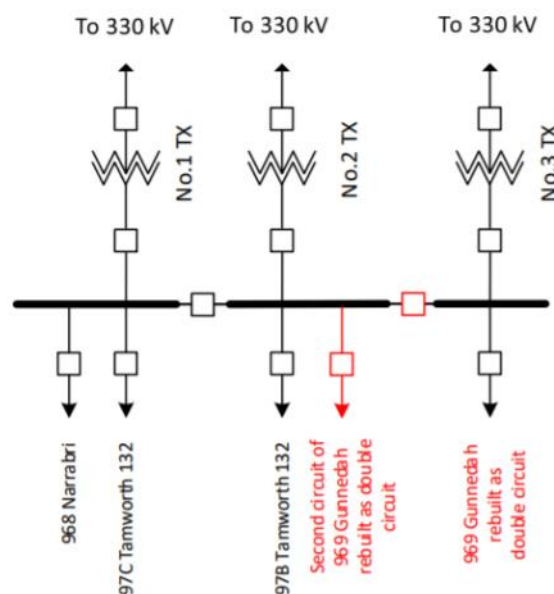 To 330 kV
To 330 kV
To 330 kV
No.1 TX
No.2 TX
No.3 TX
968 Narrabri
97C Tamworth 132
97B Tamworth 132
Second circuit of
969 Gunnedah
rebuilt as double
circuit
969 Gunnedah
rebuilt as
double circuit